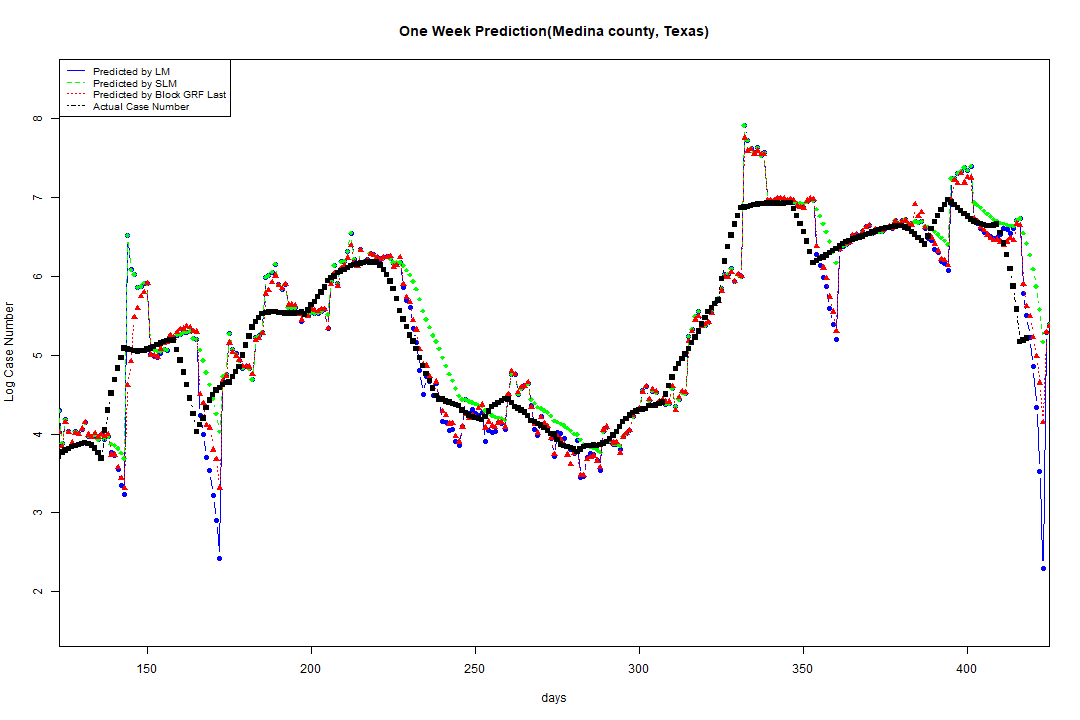 One Week Prediction(Medina county, Texas)
Predicted by LM
Predicted by SLM
Predicted by Block GRF Last
Actual Case Number
8
7
6
5
4
3
2
Log Case Number
150 200 250 300 350 400
days